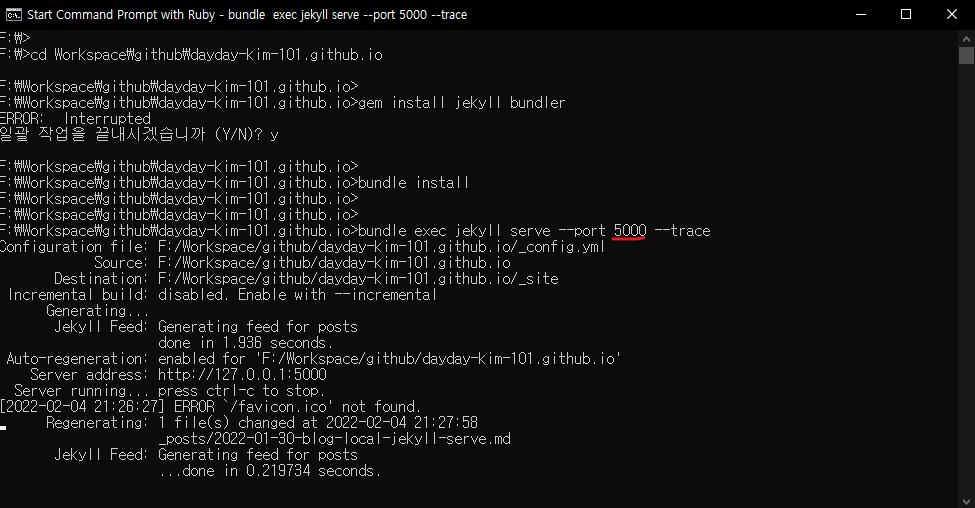 Start Command Prompt with Ruby - bundle  exec jekyll serve --port 5000 --trace
F:₩>
F:₩>cd Workspace₩github₩dayday-kim-101.github.io
F:₩Workspace₩github₩dayday-kim-101.github.io>
F:₩Workspace₩github₩dayday-kim-101.github.io>gem install jekyll bundler
ERROR:  Interrupted
일괄 작업을 끝내시겠습니까 (Y/N)? y
F:₩Workspace₩github₩dayday-kim-101.github.io>
F:₩Workspace₩github₩dayday-kim-101.github.io>bundle install
F:₩Workspace₩github₩dayday-kim-101.github.io>
F:₩Workspace₩github₩dayday-kim-101.github.io>
F:₩Workspace₩github₩dayday-kim-101.github.io>bundle exec jekyll serve --port 5000 --trace
Configuration file: F:/Workspace/github/dayday-kim-101.github.io/_config.yml
Source: F:/Workspace/github/dayday-kim-101.github.io
Destination: F:/Workspace/github/dayday-kim-101.github.io/_site
Incremental build: disabled. Enable with --incremental
Generating...
Jekyll Feed: Generating feed for posts
done in 1.936 seconds.
Auto-regeneration: enabled for 'F:/Workspace/github/dayday-kim-101.github.io'
Server address: http://127.0.0.1:5000
Server running... press ctrl-c to stop.
[2022-02-04 21:26:27] ERROR `/favicon.ico' not found.
Regenerating: 1 file(s) changed at 2022-02-04 21:27:58
_posts/2022-01-30-blog-local-jekyll-serve.md
Jekyll Feed: Generating feed for posts
...done in 0.219734 seconds.